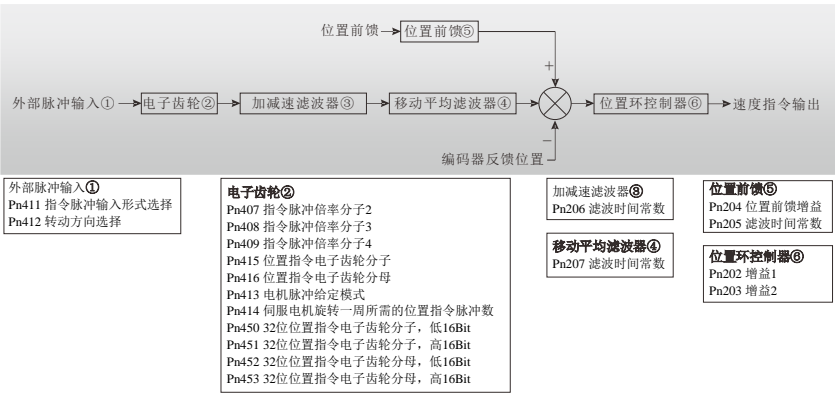 位置前馈
位置前馈⑤
+
外部脉冲输入①
电子齿轮②
加减速滤波器③
移动平均滤波器④
位置环控制器⑥
速度指令输出
−
编码器反馈位置
外部脉冲输入①
Pn411 指令脉冲输入形式选择
Pn412 转动方向选择
电子齿轮②
Pn407 指令脉冲倍率分子2
Pn408 指令脉冲倍率分子3
Pn409 指令脉冲倍率分子4
Pn415 位置指令电子齿轮分子
Pn416 位置指令电子齿轮分母
Pn413 电机脉冲给定模式
Pn414 伺服电机旋转一周所需的位置指令脉冲数
Pn450 32位位置指令电子齿轮分子，低16Bit
Pn451 32位位置指令电子齿轮分子，高16Bit
Pn452 32位位置指令电子齿轮分母，低16Bit
Pn453 32位位置指令电子齿轮分母，高16Bit
加减速滤波器③
Pn206 滤波时间常数
移动平均滤波器④
Pn207 滤波时间常数
位置前馈⑤
Pn204 位置前馈增益
Pn205 滤波时间常数
位置环控制器⑥
Pn202 增益1
Pn203 增益2